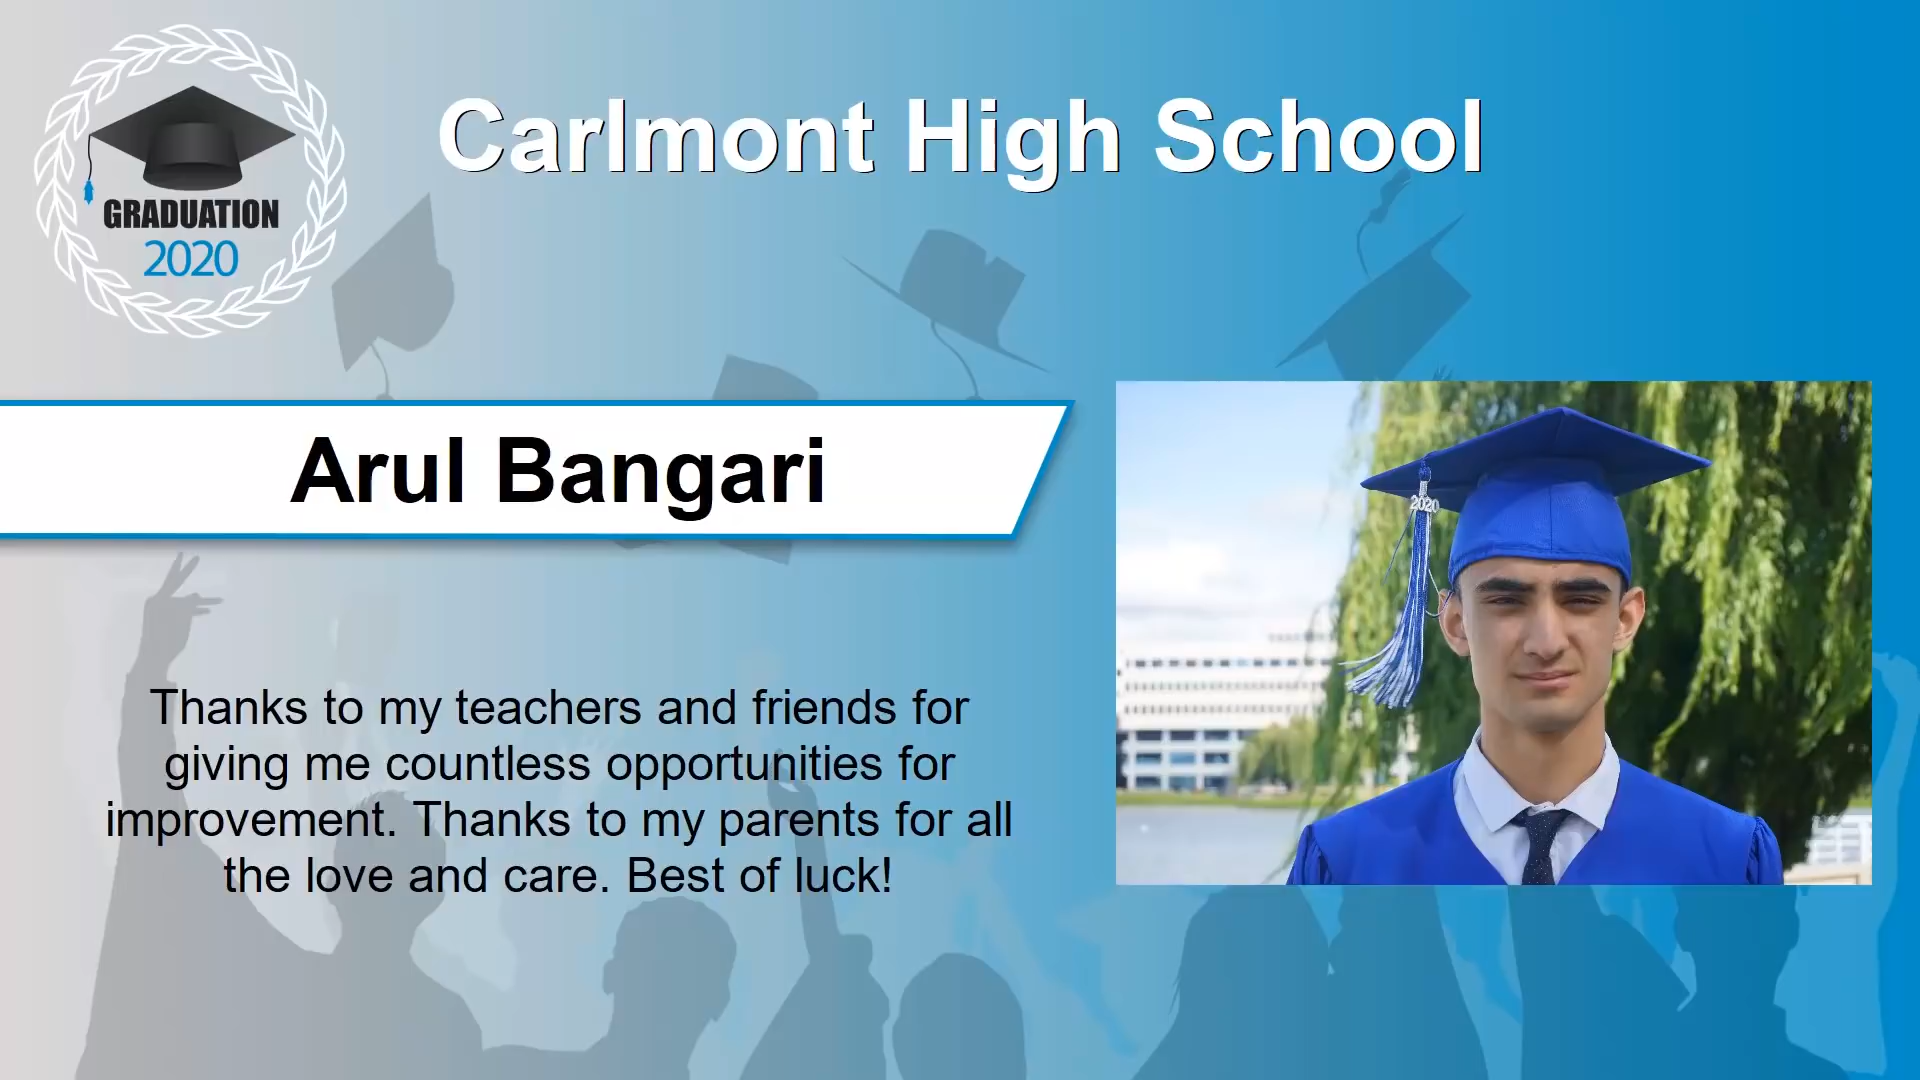 GRADUATION
2020
Carlmont High School
Arul Bangari
Thanks to my teachers and friends for
giving me countless opportunities for
improvement. Thanks to my parents for all
the love and care. Best of luck!
2020